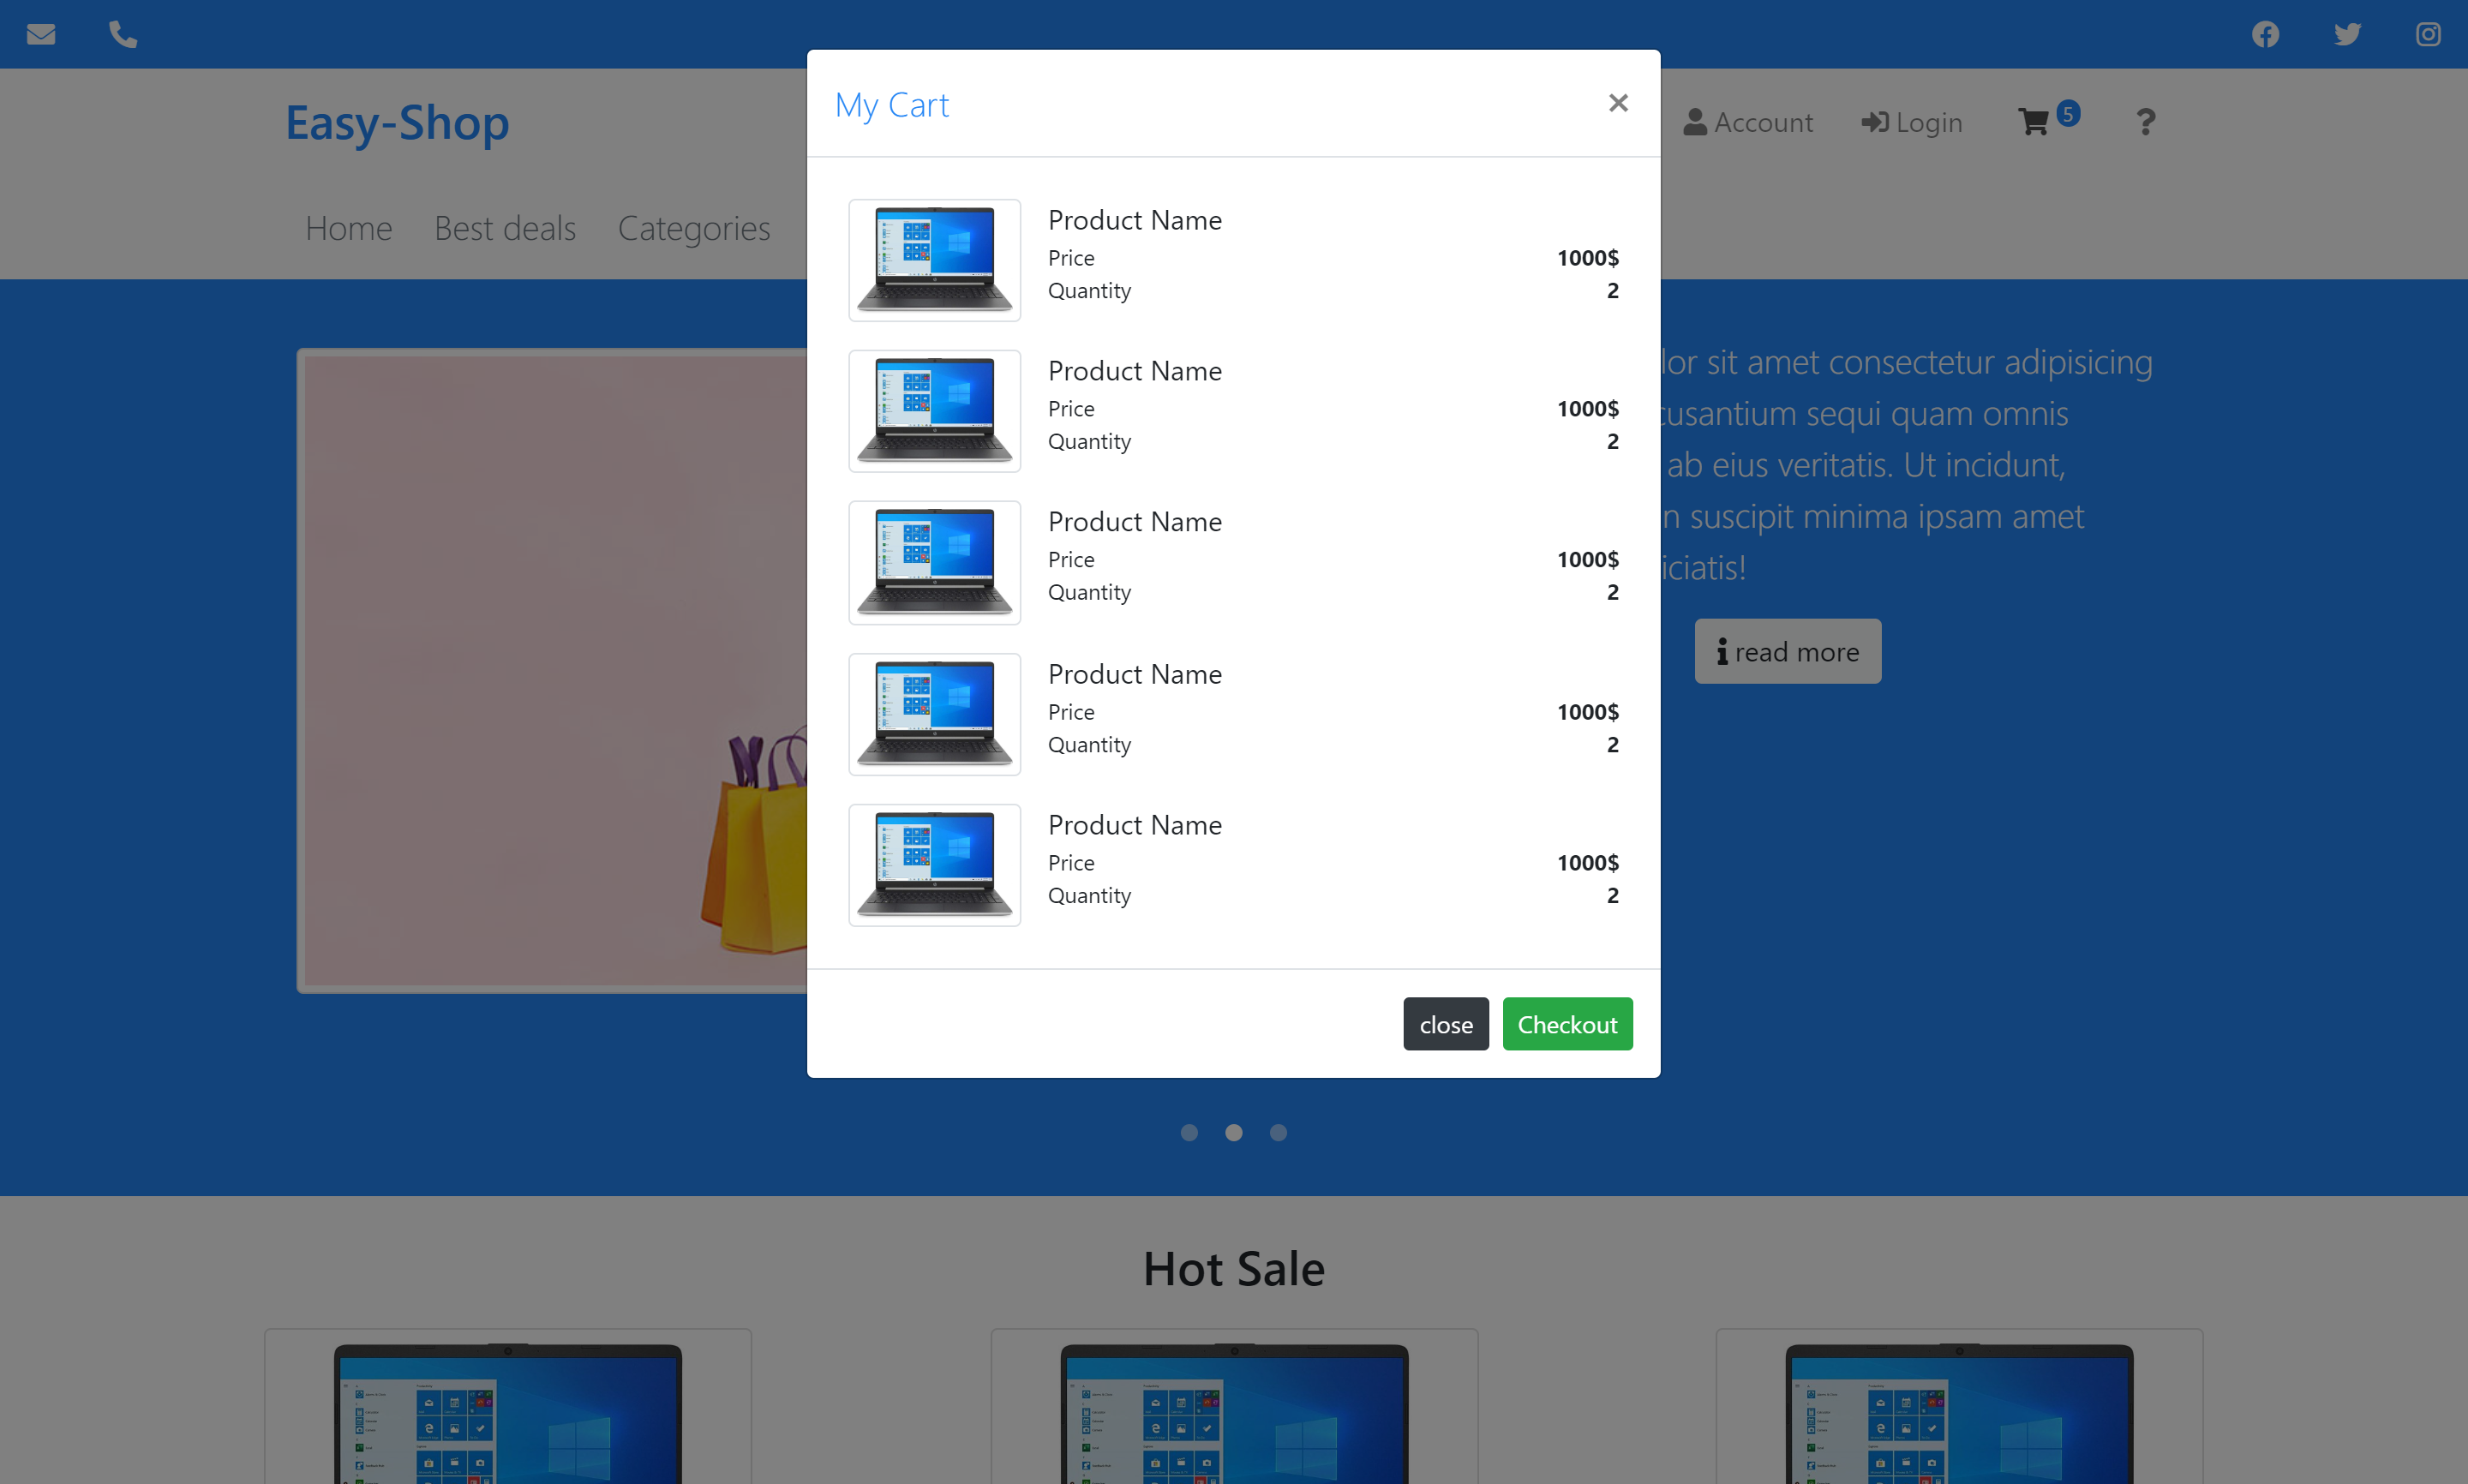 Easy-Shop
Account
Login
5
Home
Best deals
Categories
My Cart
Product Name
Price 1000$
Quantity 2
Product Name
Price 1000$
Quantity 2
Product Name
Price 1000$
Quantity 2
Product Name
Price 1000$
Quantity 2
Product Name
Price 1000$
Quantity 2
close
Checkout
sit amet consectetur adipisicing
sequi quam omnis
ab eius veritatis. Ut incidunt,
suscipit minima ipsam amet
read more
Hot Sale